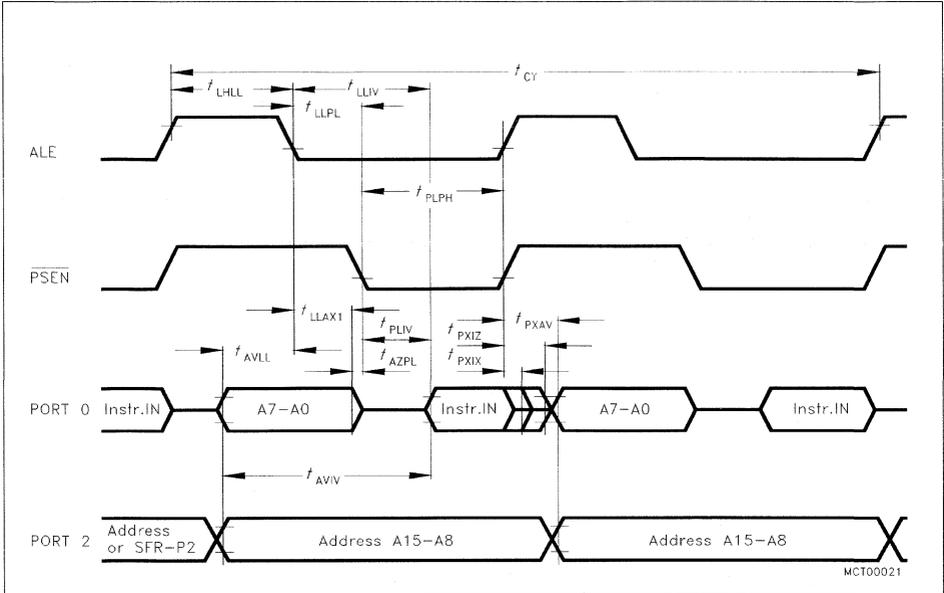 t CY
t LHLL
t LLIV
t LLPL
ALE
t PLPH
PSEN
t LLAX1
t PLIV
t PXIZ
t PXAV
t AVLL
t AZPL
t PXIX
PORT 0
Instr.IN
A7-A0
Instr.IN
A7-A0
Instr.IN
t AVIV
PORT 2
Address
or SFR-P2
Address A15-A8
Address A15-A8
MCT00021